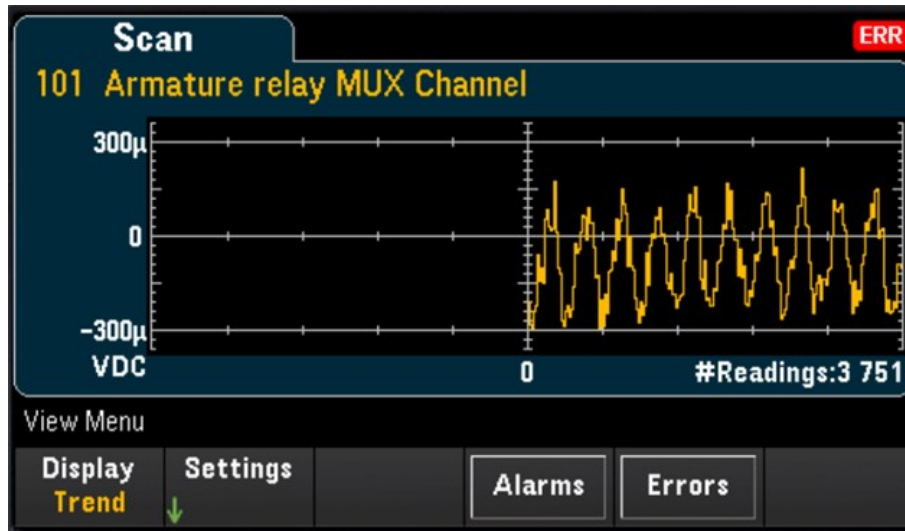 Scan
ERR
101 Armature relay MUX Channel
300µ
0
-300µ
VDC
0 #Readings:3 751
View Menu
Display Settings Alarms Errors
Trend